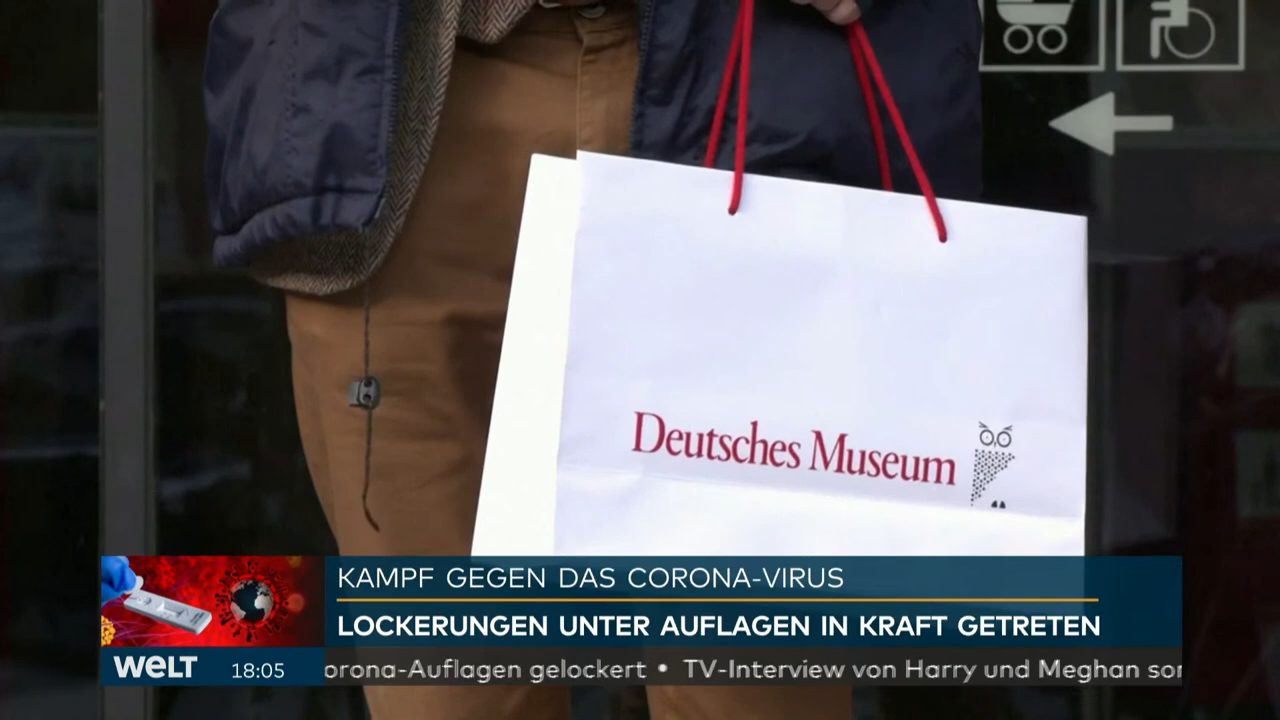 Deutsches Museum
KAMPF GEGEN DAS CORONA-VIRUS
LOCKERUNGEN UNTER AUFLAGEN IN KRAFT GETRETEN
welt 18:05 orona-Auflagen gelockert • TV-Interview von Harry und Meghan sor